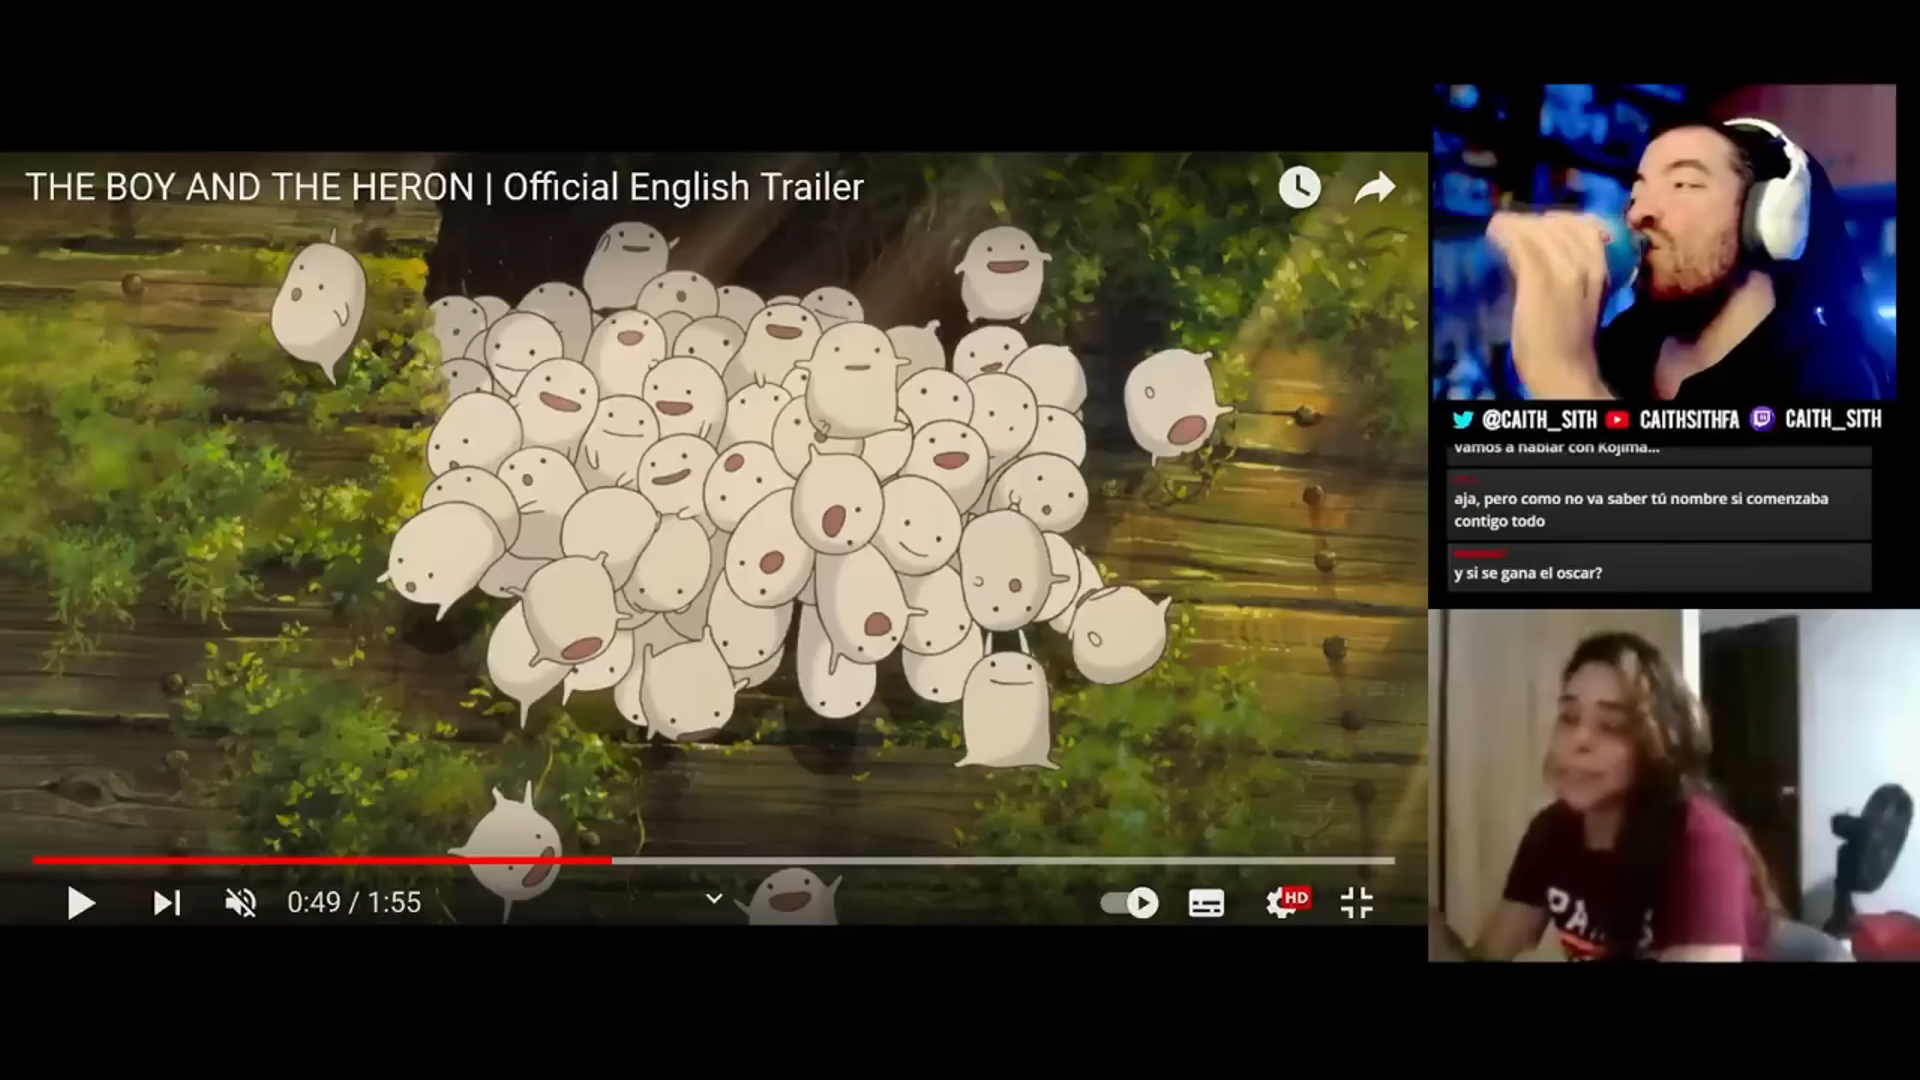 THE BOY AND THE HERON | Official English Trailer
0:49 / 1:55
HD
@CAITH_SITH CAITHSITHFA CAITH_SITH
vamos a hablar con Kojima...
aja, pero como no va saber tú nombre si comenzaba
contigo todo
y si se gana el oscar?